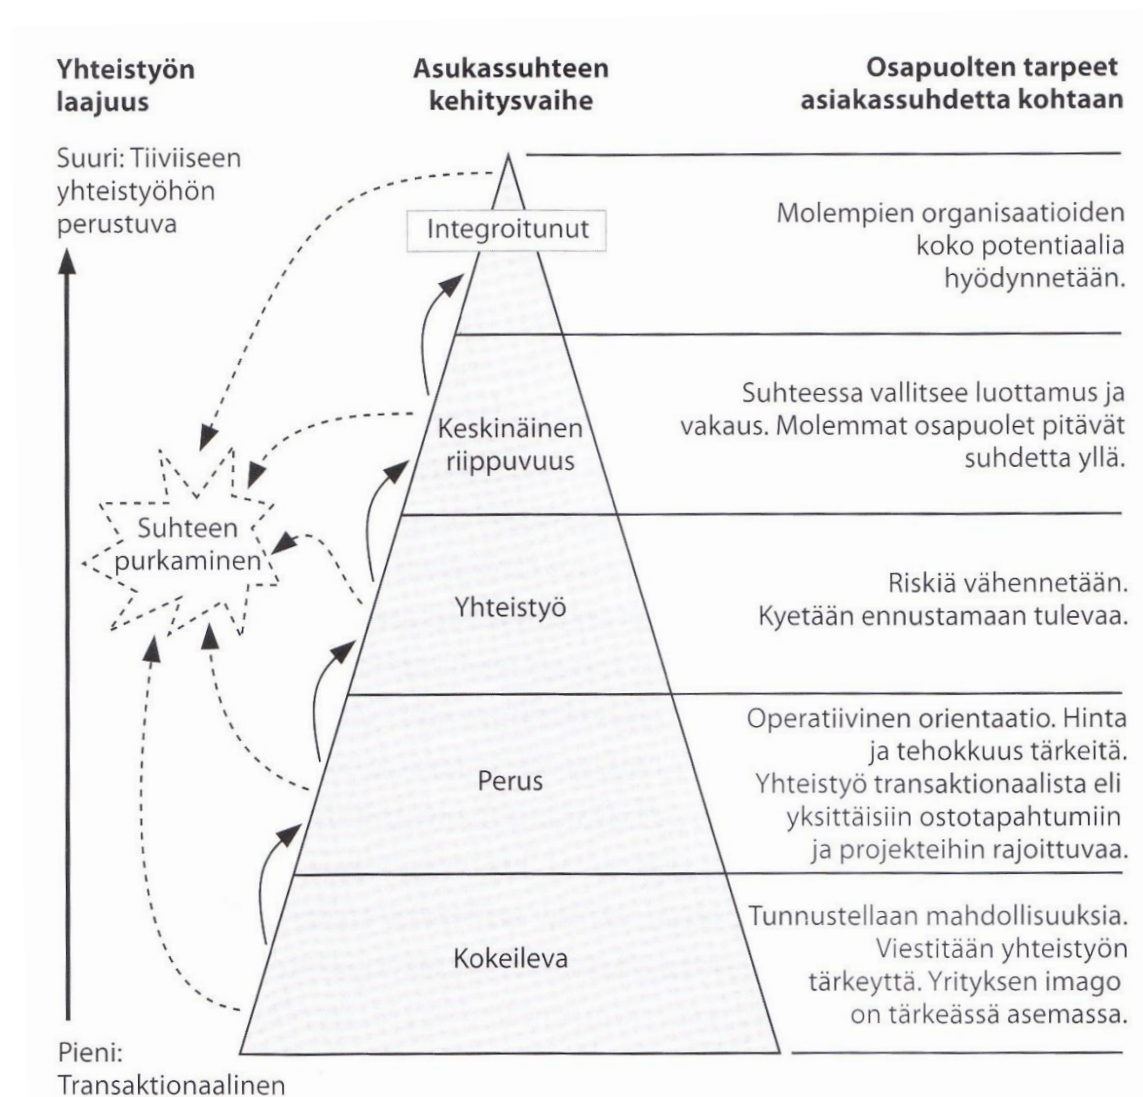 Yhteistyön
laajuus
Asukassuhteen
kehitysvaihe
Osapuolten tarpeet
asiakassuhdetta kohtaan
Suuri: Tiiviiseen
yhteistyöhön
perustuva
Integroitunut
Molempien organisaatioiden
koko potentiaalia
hyödynnetään.
Keskinäinen
riippuvuus
Suhteessa vallitsee luottamus ja
vakaus. Molemmat osapuolet pitävät
suhdetta yllä.
Suhteen
purkaminen
Yhteistyö
Riskiä vähennetään.
Kyetään ennustamaan tulevaa.
Perus
Operatiivinen orientaatio. Hinta
ja tehokkuus tärkeitä.
Yhteistyö transaktionaalista eli
yksittäisiin ostotapahtumiin
ja projekteihin rajoittuvaa.
Kokeileva
Tunnustellaan mahdollisuuksia.
Viestitään yhteistyön
tärkeyttä. Yrityksen imago
on tärkeässä asemassa.
Pieni:
Transaktionaalinen